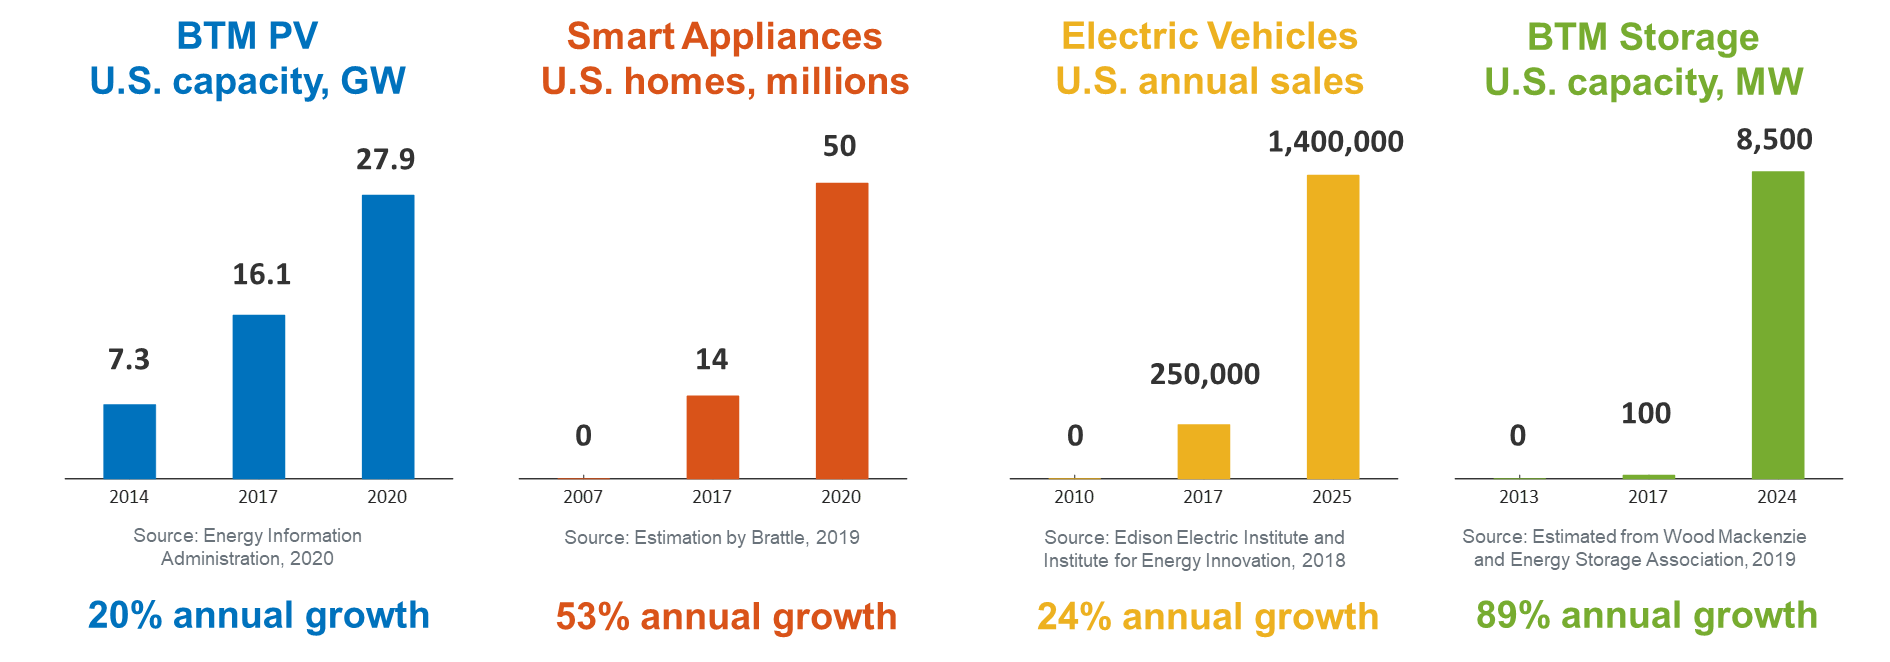 BTM PV
U.S. capacity, GW
27.9
16.1
7.3
2014
2017
2020
Source: Energy Information
Administration, 2020
20% annual growth
Smart Appliances
U.S. homes, millions
50
14
0
2007
2017
2020
Source: Estimation by Brattle, 2019
53% annual growth
Electric Vehicles
U.S. annual sales
1,400,000
250,000
0
2010
2017
2025
Source: Edison Electric Institute and
Institute for Energy Innovation, 2018
24% annual growth
BTM Storage
U.S. capacity, MW
8,500
100
0
2013
2017
2024
Source: Estimated from Wood Mackenzie
and Energy Storage Association, 2019
89% annual growth